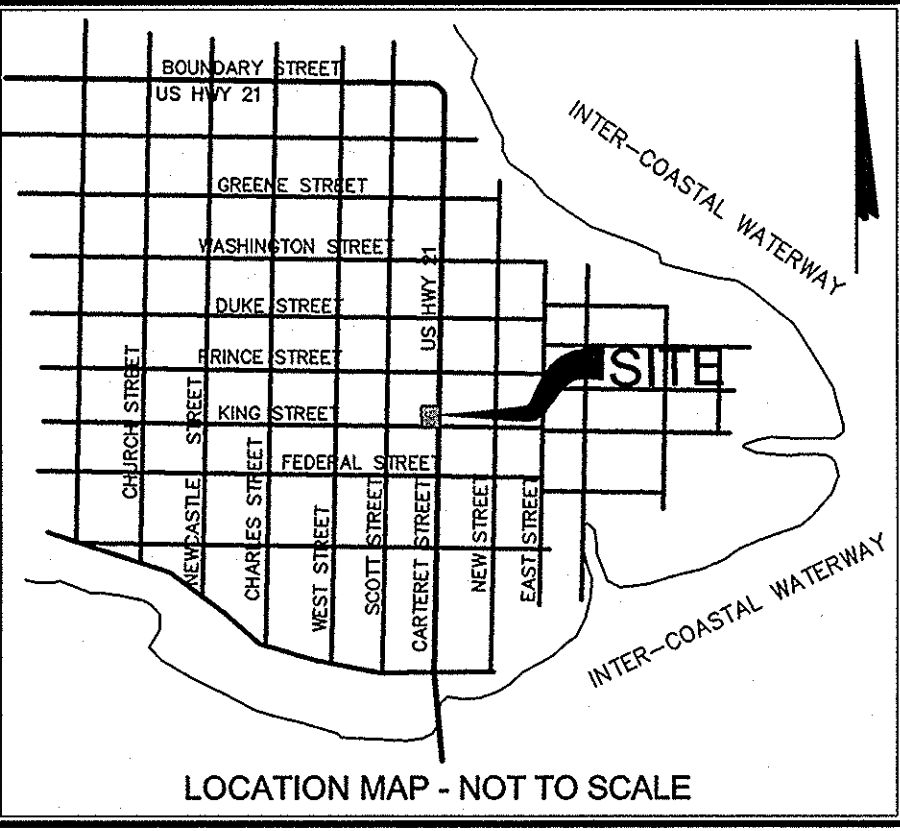 BOUNDARY STREET
US HWY 21
INTER-COASTAL WATERWAY
GREENE STREET
WASHINGTON STREET
US HWY 21
DUKE STREET
PRINCE STREET
SITE
KING STREET
FEDERAL STREET
CHURCH STREET
NEWCASTLE STREET
CHARLES STREET
WEST STREET
SCOTT STREET
CARTERET STREET
NEW STREET
EAST STREET
INTER-COASTAL WATERWAY
LOCATION MAP - NOT TO SCALE